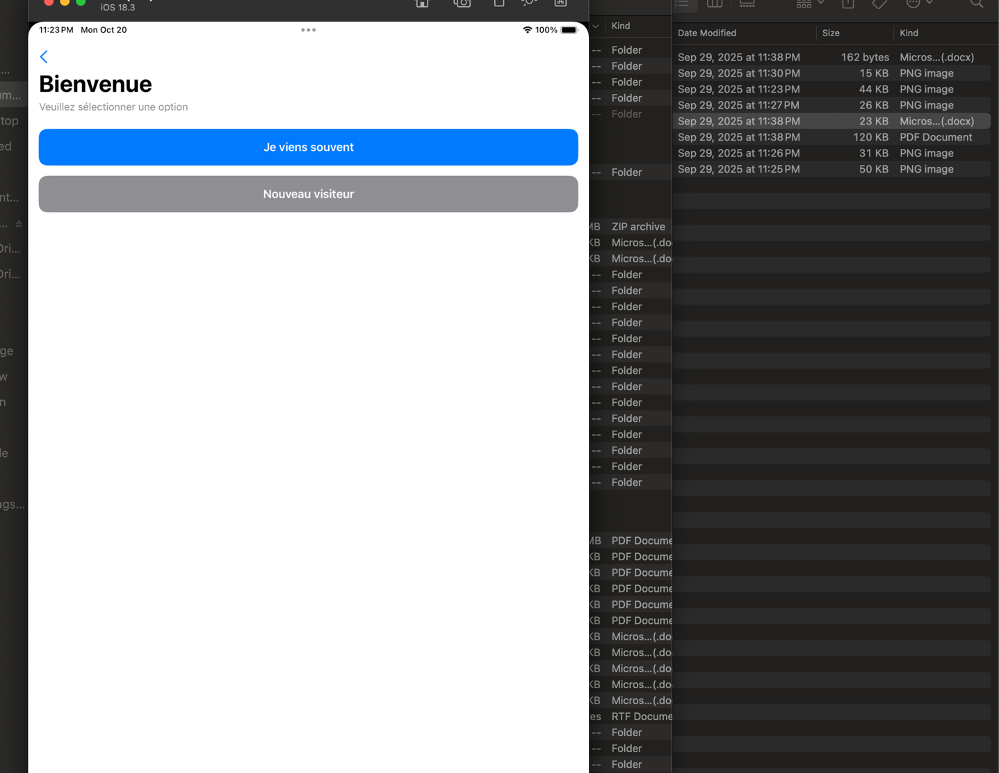 iOS 18.3
11:23 PM Mon Oct 20
100%
Bienvenue
Veuillez sélectionner une option
Je viens souvent
Nouveau visiteur
Kind
-- Folder
-- Folder
-- Folder
-- Folder
-- Folder
-- Folder
MB ZIP archive
KB Micros...(.do
KB Micros...(.do
-- Folder
-- Folder
-- Folder
-- Folder
-- Folder
-- Folder
-- Folder
-- Folder
-- Folder
-- Folder
-- Folder
-- Folder
-- Folder
-- Folder
MB PDF Docume
KB PDF Docume
KB PDF Docume
KB PDF Docume
KB PDF Docume
KB PDF Docume
KB Micros...(.do
KB Micros...(.do
KB Micros...(.do
KB Micros...(.do
KB Micros...(.do
es RTF Docume
-- Folder
-- Folder
-- Folder
Date Modified Size Kind
Sep 29, 2025 at 11:38 PM 162 bytes Micros...(.docx)
Sep 29, 2025 at 11:30 PM 15 KB PNG image
Sep 29, 2025 at 11:23 PM 44 KB PNG image
Sep 29, 2025 at 11:27 PM 26 KB PNG image
Sep 29, 2025 at 11:38 PM 23 KB Micros...(.docx)
Sep 29, 2025 at 11:38 PM 120 KB PDF Document
Sep 29, 2025 at 11:26 PM 31 KB PNG image
Sep 29, 2025 at 11:25 PM 50 KB PNG image